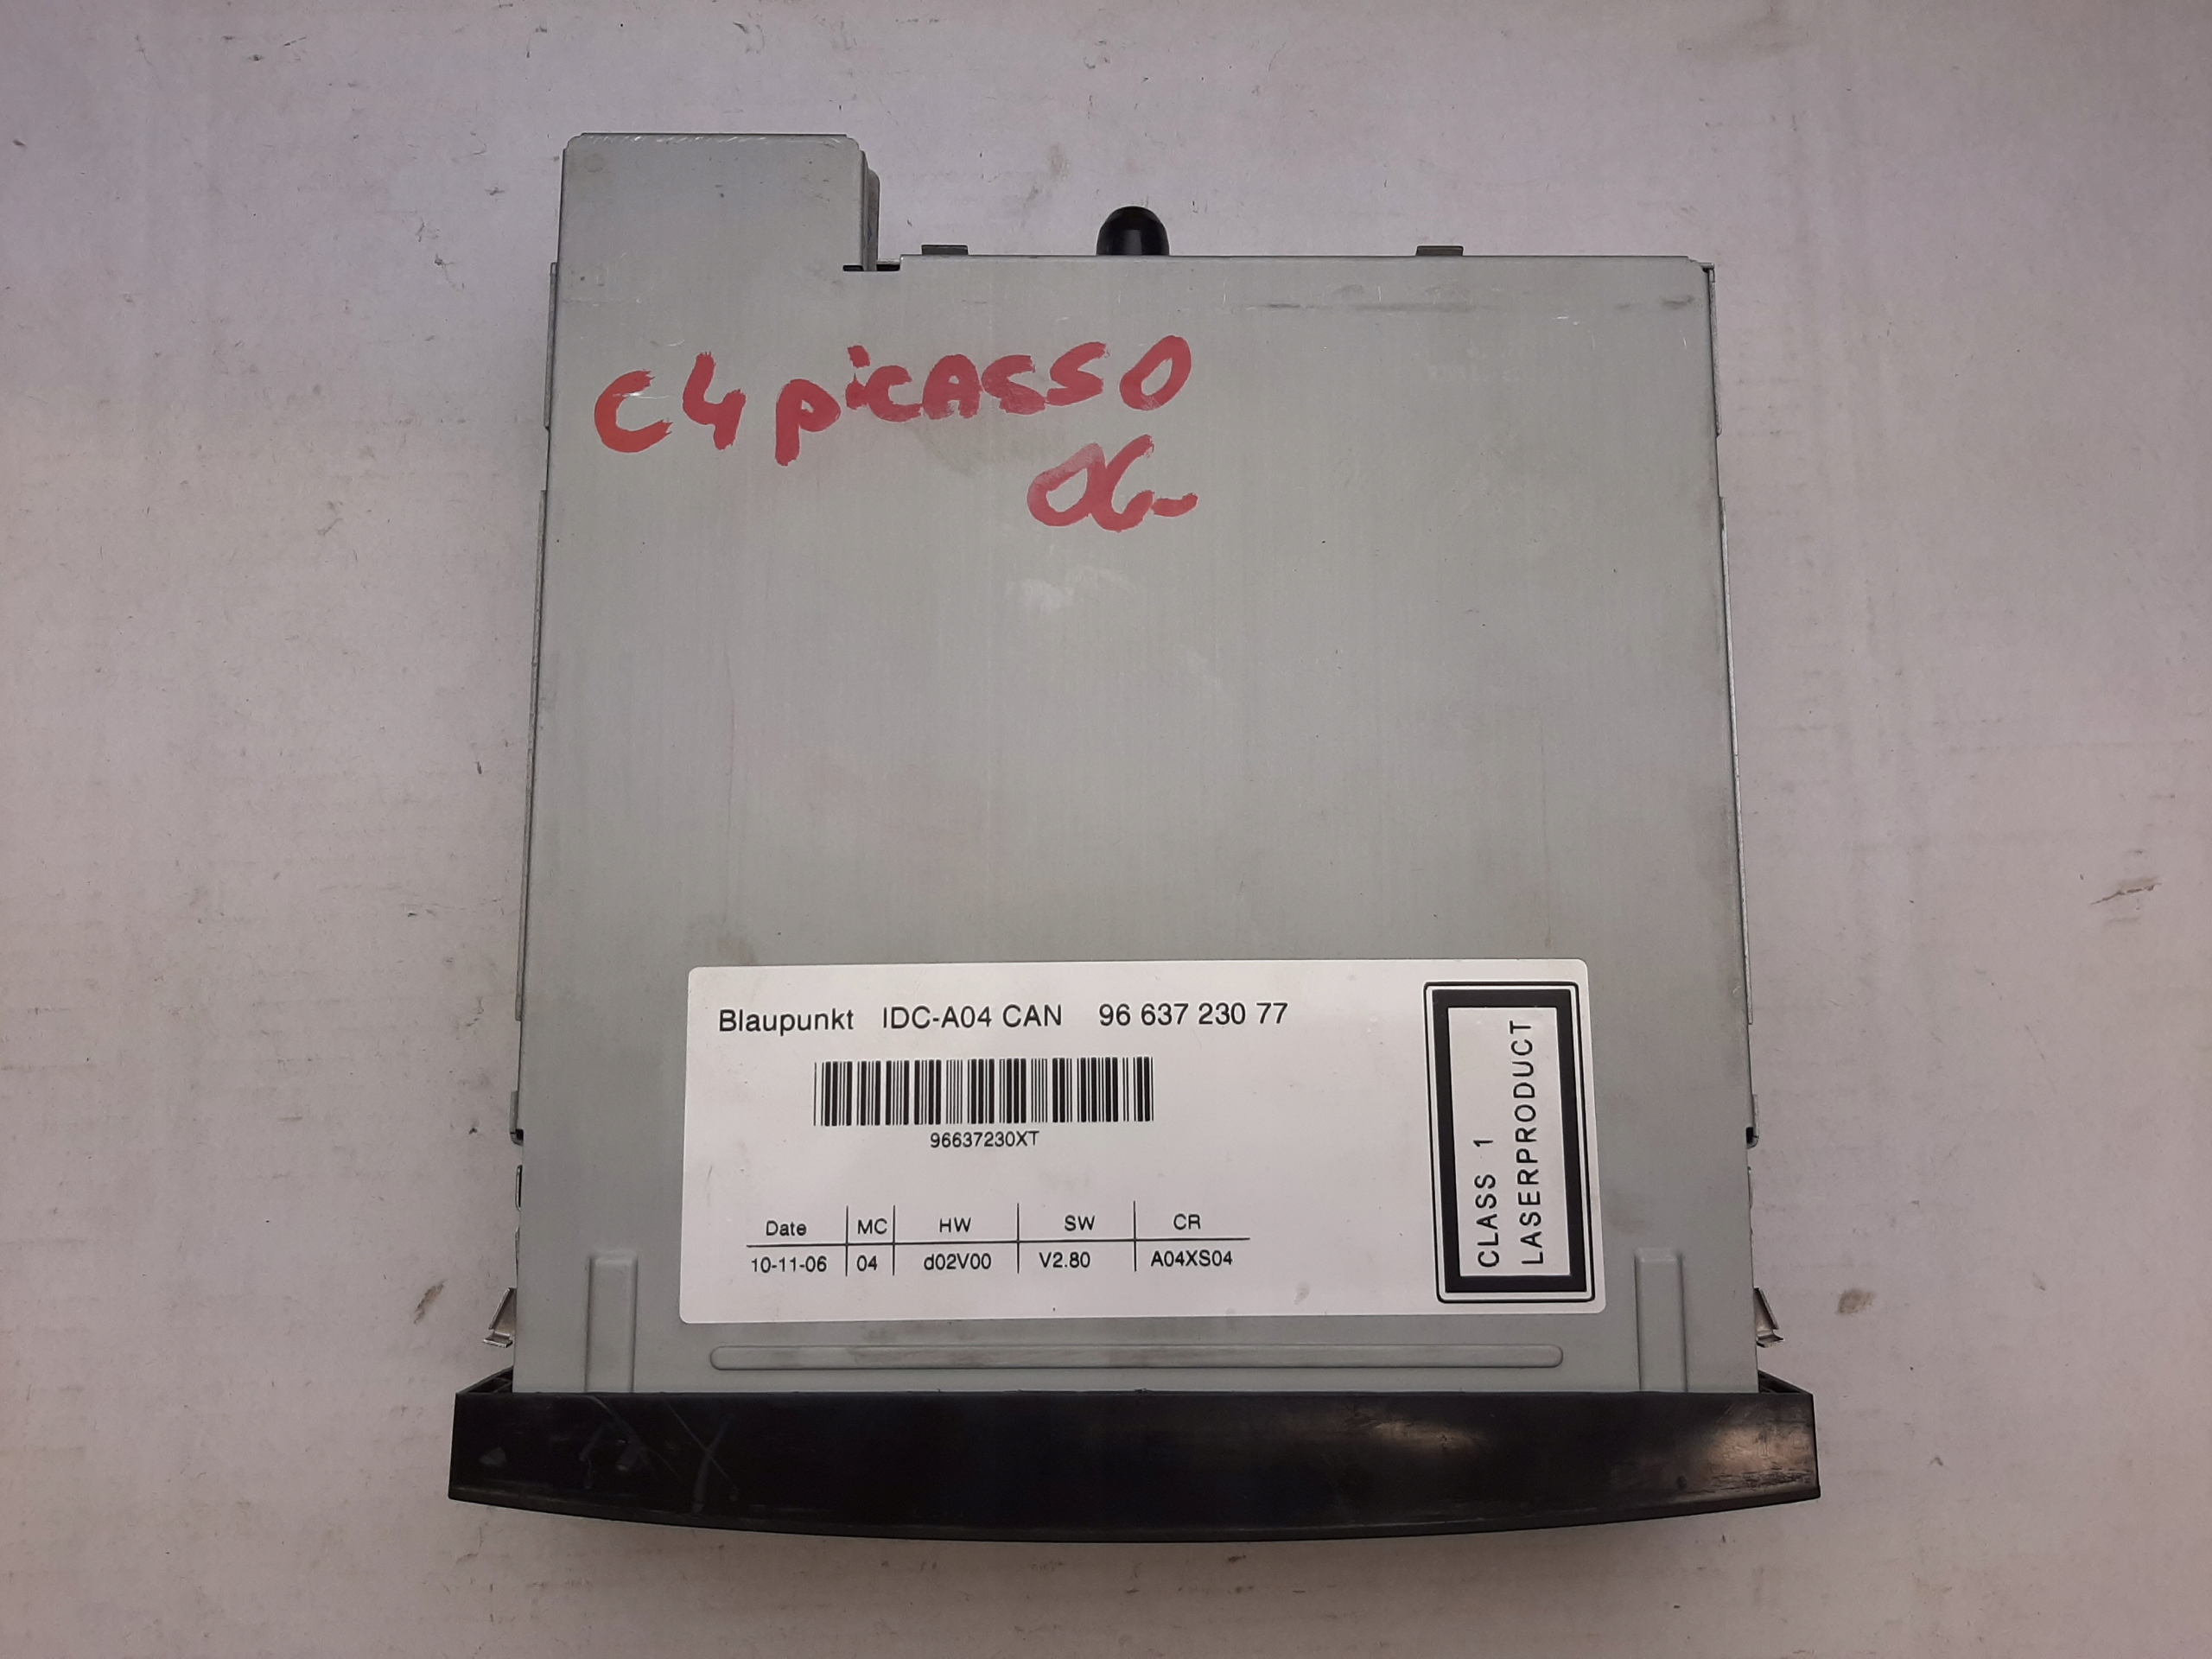 C4 piCASSO
06-
Blaupunkt IDC-A04 CAN 96 637 230 77
96637230XT
Date MC HW SW CR
10-11-06 04 d02V00 V2.80 A04XS04
CLASS 1
LASERPRODUCT